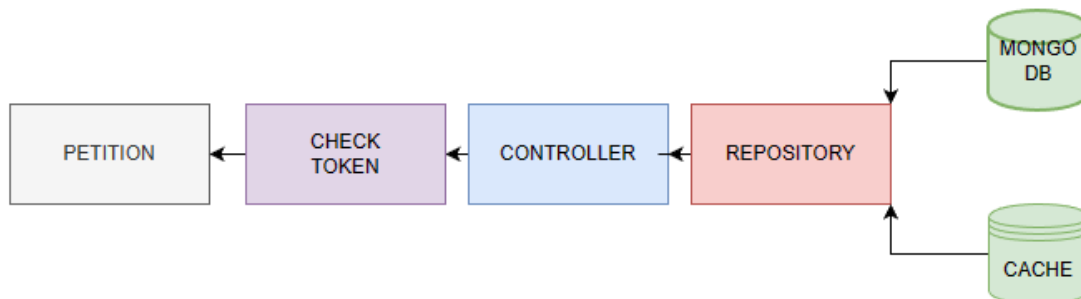 MONGO
DB
PETITION
CHECK
TOKEN
CONTROLLER
REPOSITORY
CACHE